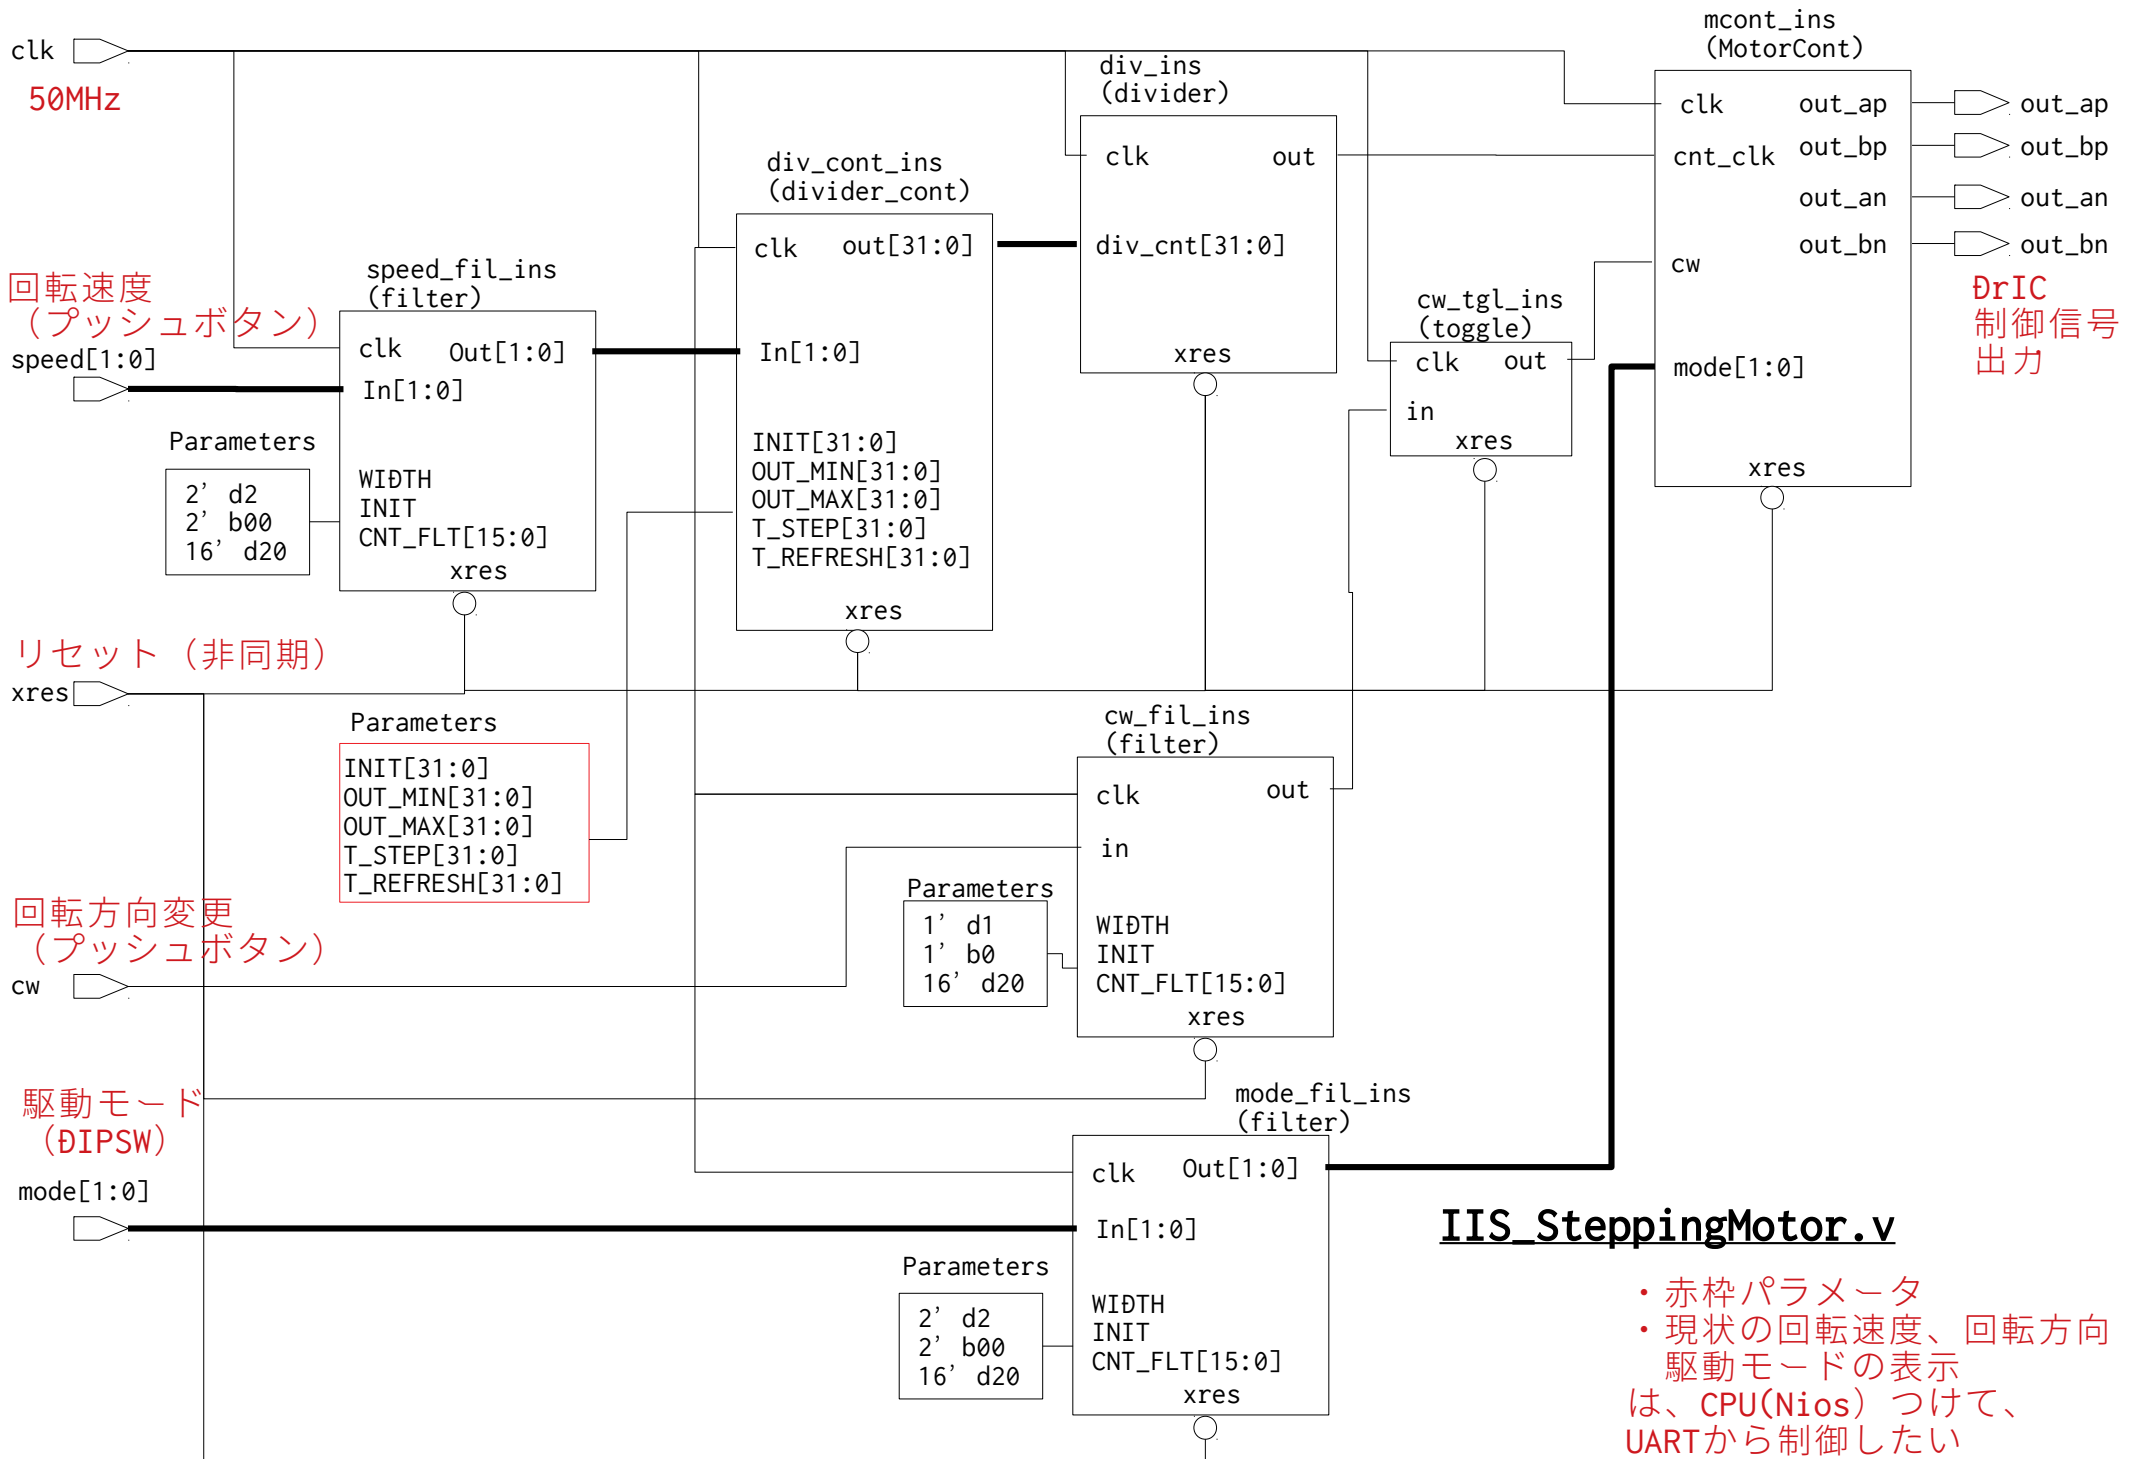 clk
50MHz
回転速度
（プッシュボタン）
speed[1:0]
Parameters
2’ d2
2’ b00
16’ d20
speed_fil_ins
(filter)
clk Out[1:0]
In[1:0]
WIDTH
INIT
CNT_FLT[15:0]
xres
div_cont_ins
(divider_cont)
clk out[31:0]
In[1:0]
INIT[31:0]
OUT_MIN[31:0]
OUT_MAX[31:0]
T_STEP[31:0]
T_REFRESH[31:0]
xres
div_ins
(divider)
clk out
div_cnt[31:0]
xres
cw_tgl_ins
(toggle)
clk out
in
xres
mcont_ins
(MotorCont)
clk out_ap
cnt_clk out_bp
out_an
out_bn
cw
mode[1:0]
xres
out_ap
out_bp
out_an
out_bn
DrIC
制御信号
出力
リセット（非同期）
xres
Parameters
INIT[31:0]
OUT_MIN[31:0]
OUT_MAX[31:0]
T_STEP[31:0]
T_REFRESH[31:0]
回転方向変更
（プッシュボタン）
cw
cw_fil_ins
(filter)
clk out
in
Parameters
1’ d1
1’ b0
16’ d20
WIDTH
INIT
CNT_FLT[15:0]
xres
駆動モード
（DIPSW）
mode[1:0]
mode_fil_ins
(filter)
clk Out[1:0]
In[1:0]
Parameters
2’ d2
2’ b00
16’ d20
WIDTH
INIT
CNT_FLT[15:0]
xres
IIS_SteppingMotor.v
・赤枠パラメータ
・現状の回転速度、回転方向
駆動モードの表示
は、CPU(Nios）つけて、
UARTから制御したい